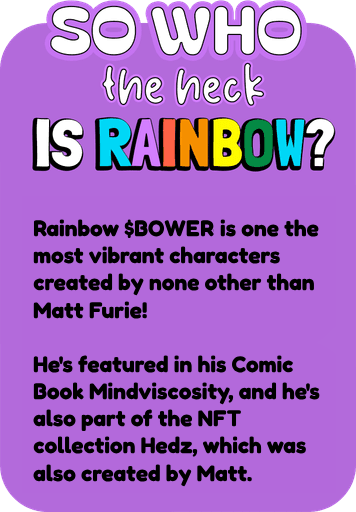 SO WHO
the heck
IS RAINBOW?
Rainbow $BOWER is one the
most vibrant characters
created by none other than
Matt Furie!
He's featured in his Comic
Book Mindviscosity, and he's
also part of the NFT
collection Hedz, which was
also created by Matt.